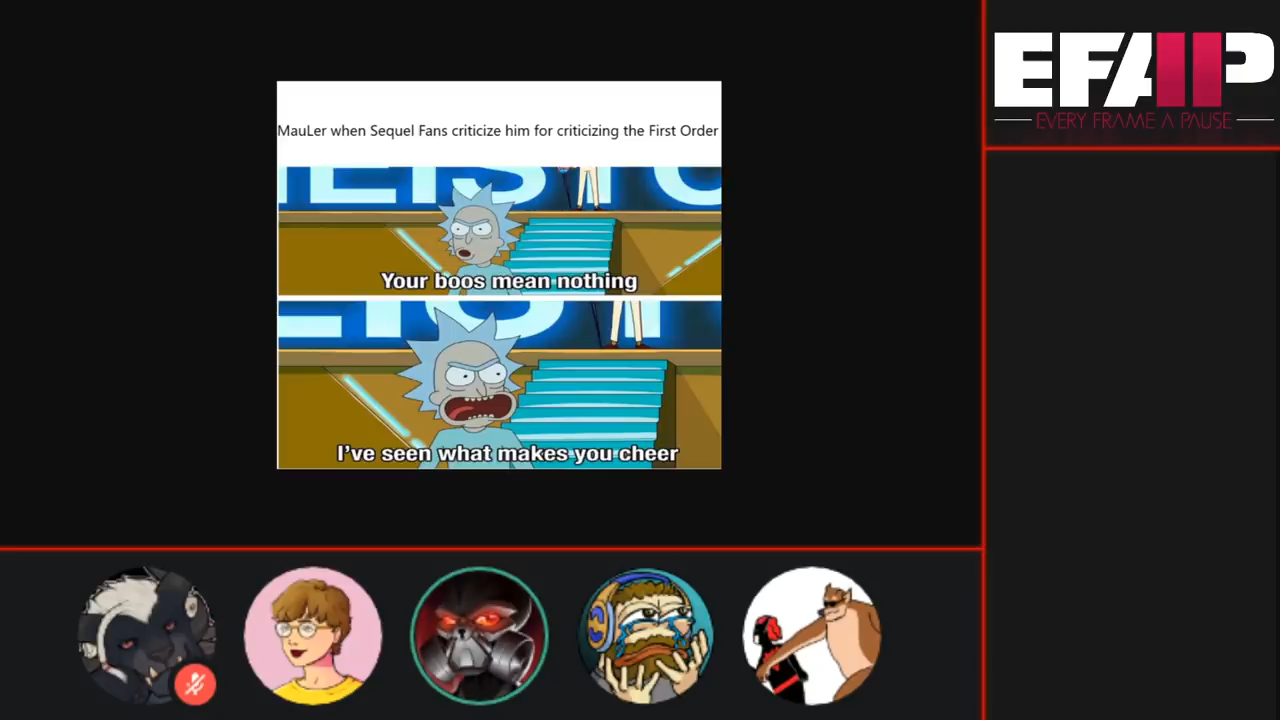 EFAP
EVERY FRAME A PAUSE
MauLer when Sequel Fans criticize him for criticizing the First Order
Your boos mean nothing
I've seen what makes you cheer